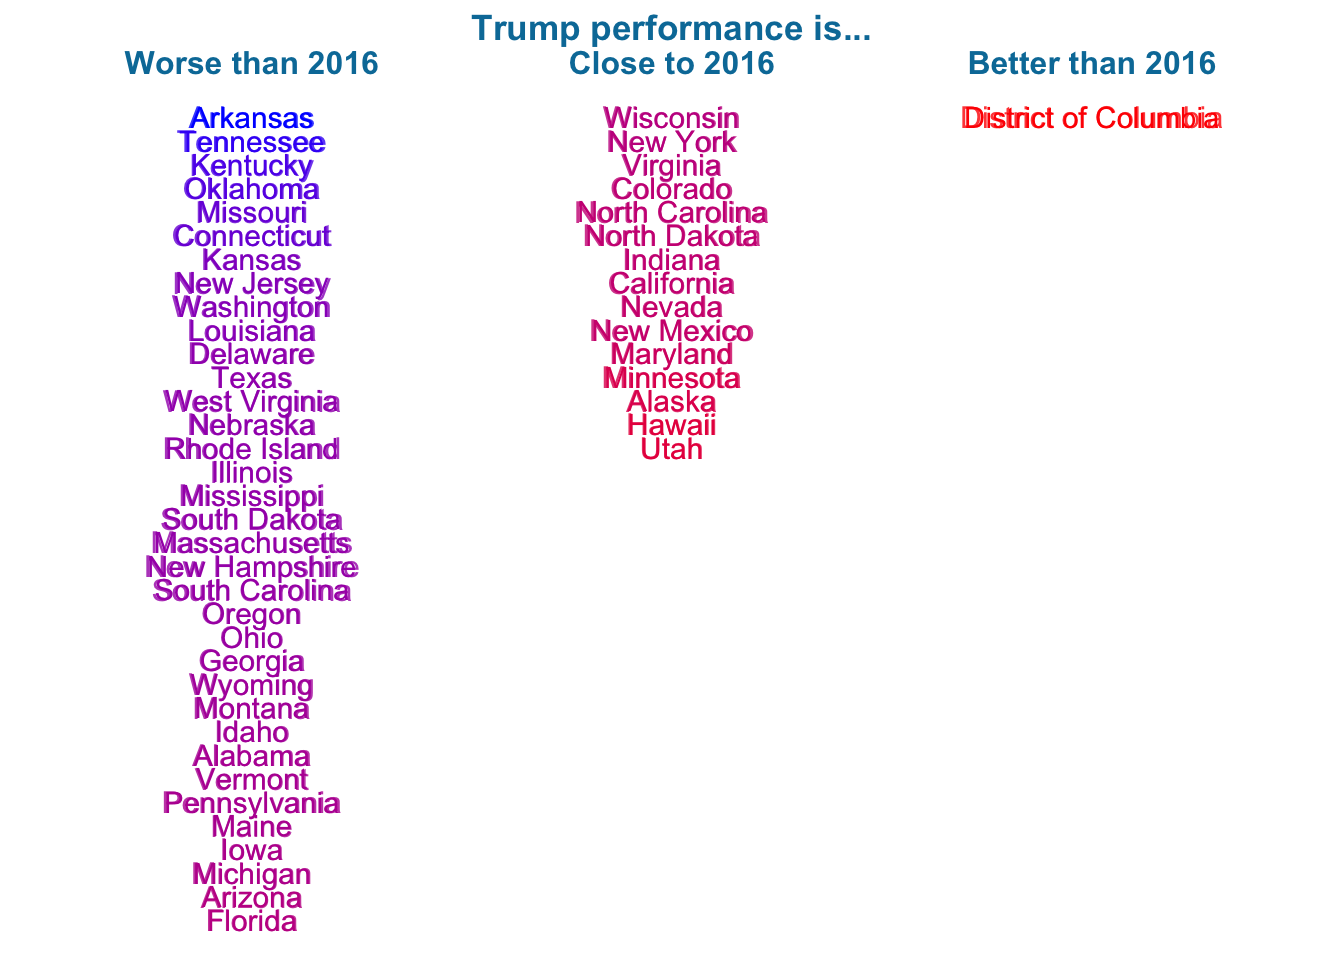 Trump performance is...
Worse than 2016
Close to 2016
Better than 2016
Arkansas
Tennessee
Kentucky
Oklahoma
Missouri
Connecticut
Kansas
New Jersey
Washington
Louisiana
Delaware
Texas
West Virginia
Nebraska
Rhode Island
Illinois
Mississippi
South Dakota
Massachusetts
New Hampshire
South Carolina
Oregon
Ohio
Georgia
Wyoming
Montana
Idaho
Alabama
Vermont
Pennsylvania
Maine
Iowa
Michigan
Arizona
Florida
Wisconsin
New York
Virginia
Colorado
North Carolina
North Dakota
Indiana
California
Nevada
New Mexico
Maryland
Minnesota
Alaska
Hawaii
Utah
District of Columbia